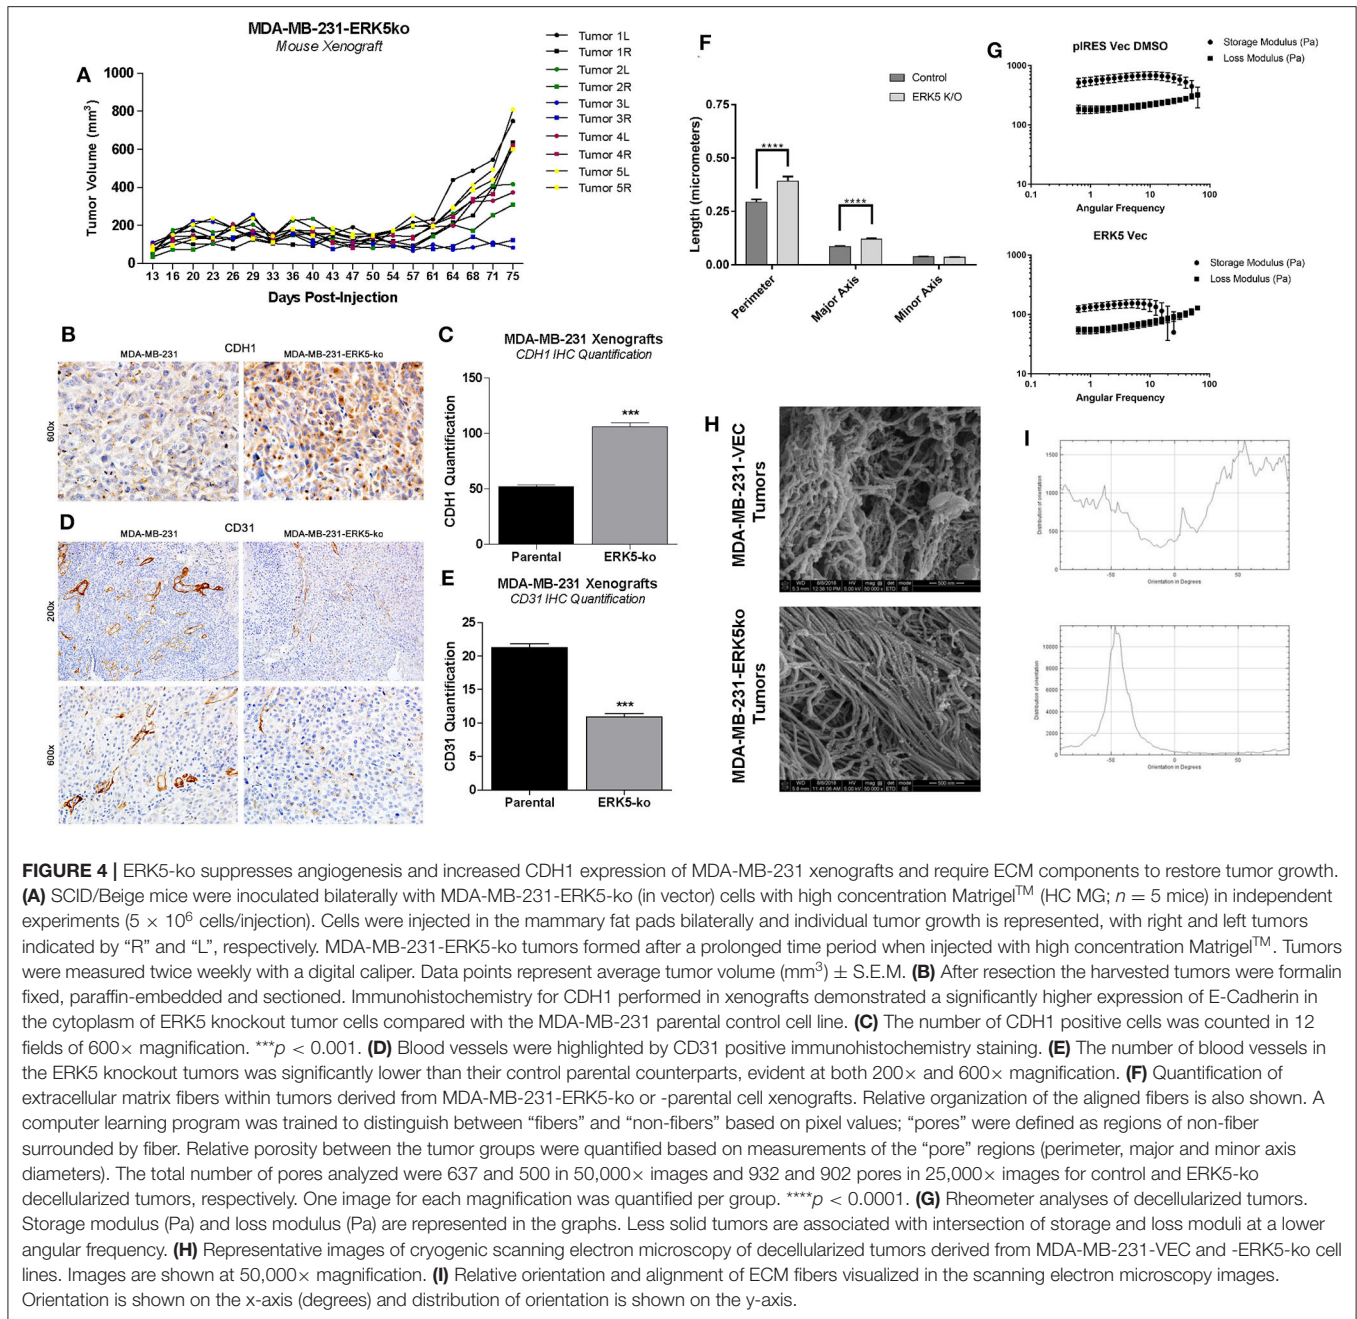 MDA-MB-231-ERK5ko
Mouse Xenograft
A
Tumor Volume (mm³)
1000
800
600
400
200
0
13 16 20 23 26 29 33 36 40 43 47 50 54 57 61 64 68 71 75
Days Post-Injection
Tumor 1L
Tumor 1R
Tumor 2L
Tumor 2R
Tumor 3L
Tumor 3R
Tumor 4L
Tumor 4R
Tumor 5L
Tumor 5R
B
CDH1
MDA-MB-231
MDA-MB-231-ERK5-ko
600x
C
MDA-MB-231 Xenografts
CDH1 IHC Quantification
CDH1 Quantification
150
100
50
0
***
Parental
ERK5-ko
D
CD31
MDA-MB-231
MDA-MB-231-ERK5-ko
200x
600x
E
MDA-MB-231 Xenografts
CD31 IHC Quantification
CD31 Quantification
25
20
15
10
5
0
***
Parental
ERK5-ko
F
Control
ERK5 K/O
Length (micrometers)
0.75
0.50
0.25
0.00
****
****
Perimeter
Major Axis
Minor Axis
G
pIRES Vec DMSO
Storage Modulus (Pa)
Loss Modulus (Pa)
1000
100
10
0.1 1 10 100
Angular Frequency
ERK5 Vec
Storage Modulus (Pa)
Loss Modulus (Pa)
1000
100
10
0.1 1 10 100
Angular Frequency
H
MDA-MB-231-VEC
Tumors
MDA-MB-231-ERK5ko
Tumors
I
Distribution of orientation
1500
1000
500
0
-50 0 50
Orientation in Degrees
Distribution of orientation
10000
8000
6000
4000
2000
0
-50 0 50
Orientation in Degrees
FIGURE 4 | ERK5-ko suppresses angiogenesis and increased CDH1 expression of MDA-MB-231 xenografts and require ECM components to restore tumor growth.
(A) SCID/Beige mice were inoculated bilaterally with MDA-MB-231-ERK5-ko (in vector) cells with high concentration Matrigel™ (HC MG; n = 5 mice) in independent
experiments (5 × 10⁶ cells/injection). Cells were injected in the mammary fat pads bilaterally and individual tumor growth is represented, with right and left tumors
indicated by “R” and “L”, respectively. MDA-MB-231-ERK5-ko tumors formed after a prolonged time period when injected with high concentration Matrigel™. Tumors
were measured twice weekly with a digital caliper. Data points represent average tumor volume (mm³) ± S.E.M. (B) After resection the harvested tumors were formalin
fixed, paraffin-embedded and sectioned. Immunohistochemistry for CDH1 performed in xenografts demonstrated a significantly higher expression of E-Cadherin in
the cytoplasm of ERK5 knockout tumor cells compared with the MDA-MB-231 parental control cell line. (C) The number of CDH1 positive cells was counted in 12
fields of 600× magnification. ***p < 0.001. (D) Blood vessels were highlighted by CD31 positive immunohistochemistry staining. (E) The number of blood vessels in
the ERK5 knockout tumors was significantly lower than their control parental counterparts, evident at both 200× and 600× magnification. (F) Quantification of
extracellular matrix fibers within tumors derived from MDA-MB-231-ERK5-ko or -parental cell xenografts. Relative organization of the aligned fibers is also shown. A
computer learning program was trained to distinguish between “fibers” and “non-fibers” based on pixel values; “pores” were defined as regions of non-fiber
surrounded by fiber. Relative porosity between the tumor groups were quantified based on measurements of the “pore” regions (perimeter, major and minor axis
diameters). The total number of pores analyzed were 637 and 500 in 50,000× images and 932 and 902 pores in 25,000× images for control and ERK5-ko
decellularized tumors, respectively. One image for each magnification was quantified per group. ****p < 0.0001. (G) Rheometer analyses of decellularized tumors.
Storage modulus (Pa) and loss modulus (Pa) are represented in the graphs. Less solid tumors are associated with intersection of storage and loss moduli at a lower
angular frequency. (H) Representative images of cryogenic scanning electron microscopy of decellularized tumors derived from MDA-MB-231-VEC and -ERK5-ko cell
lines. Images are shown at 50,000× magnification. (I) Relative orientation and alignment of ECM fibers visualized in the scanning electron microscopy images.
Orientation is shown on the x-axis (degrees) and distribution of orientation is shown on the y-axis.